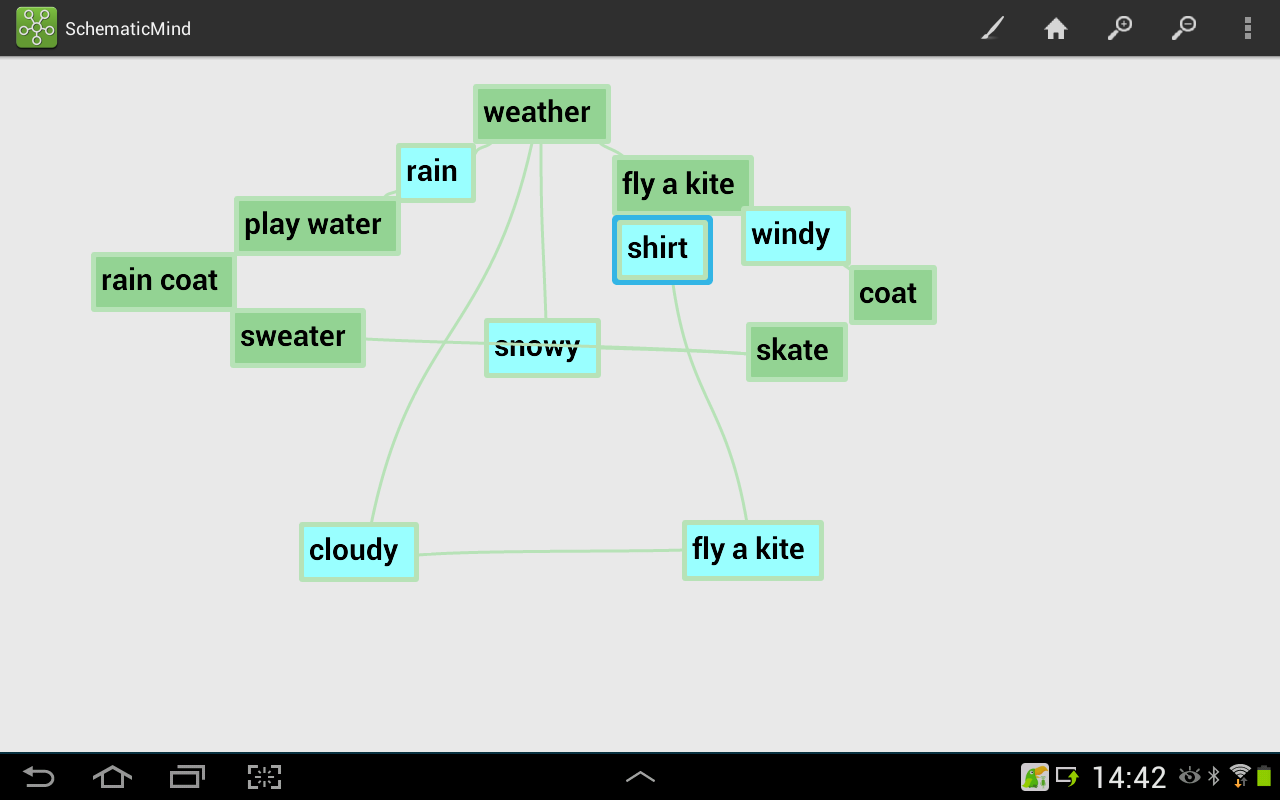 SchematicMind
weather
rain
fly a kite
play water
shirt
windy
rain coat
coat
sweater
snowy
skate
cloudy
fly a kite
14:42